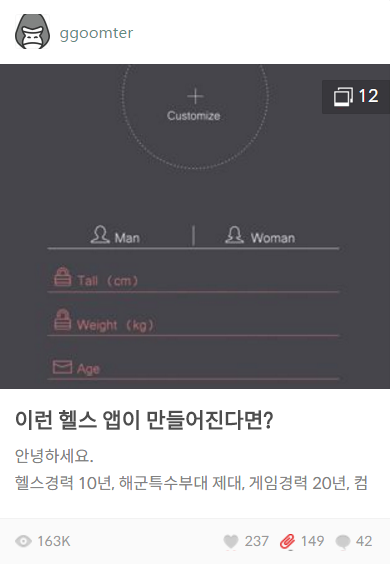 ggoomter
12
Customize
Man | Woman
Tall (cm)
Weight (kg)
Age
이런 헬스 앱이 만들어진다면?
안녕하세요.
헬스경력 10년, 해군특수부대 제대, 게임경력 20년, 컴
163K 237 149 42